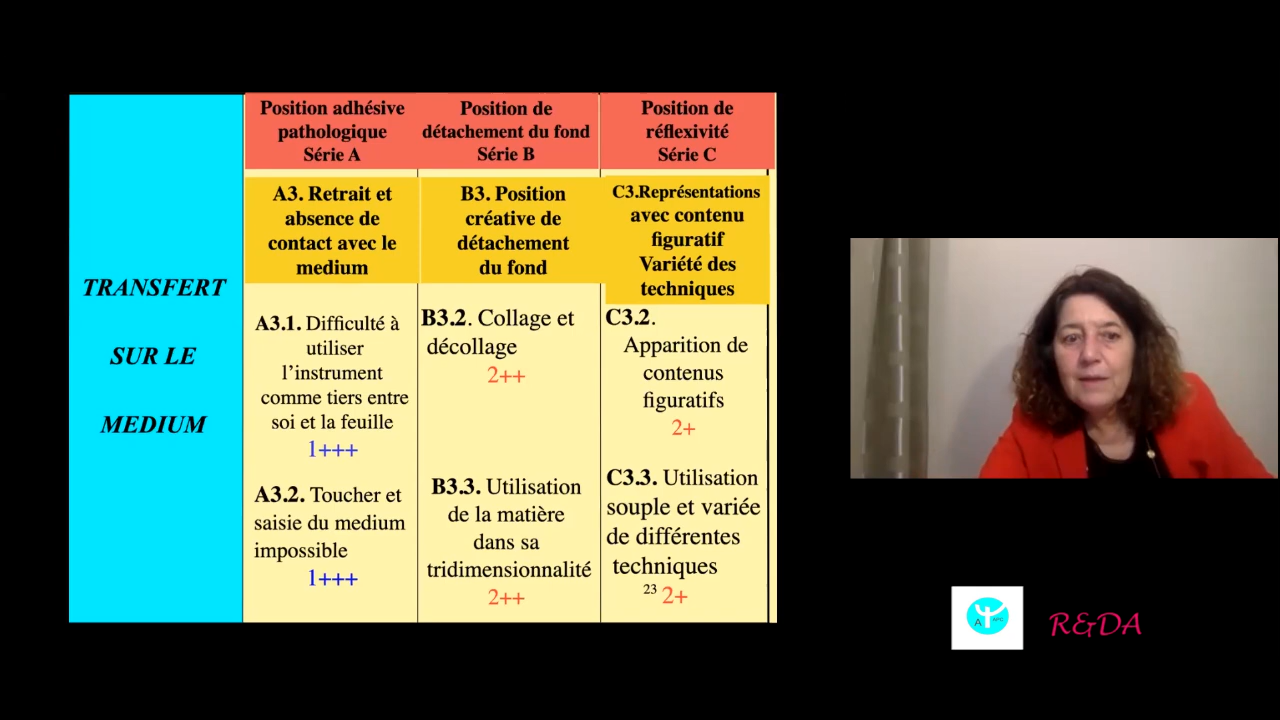 TRANSFERT
SUR LE
MEDIUM
Position adhésive
pathologique
Série A
Position de
détachement du fond
Série B
Position de
réflexivité
Série C
A3. Retrait et
absence de
contact avec le
medium
B3. Position
créative de
détachement
du fond
C3.Représentations
avec contenu
figuratif
Variété des
techniques
A3.1. Difficulté à
utiliser
l’instrument
comme tiers entre
soi et la feuille
1+++
B3.2. Collage et
décollage
2++
C3.2.
Apparition de
contenus
figuratifs
2+
A3.2. Toucher et
saisie du medium
impossible
1+++
B3.3. Utilisation
de la matière
dans sa
tridimensionnalité
2++
C3.3. Utilisation
souple et variée
de différentes
techniques
23 2+
R&DA